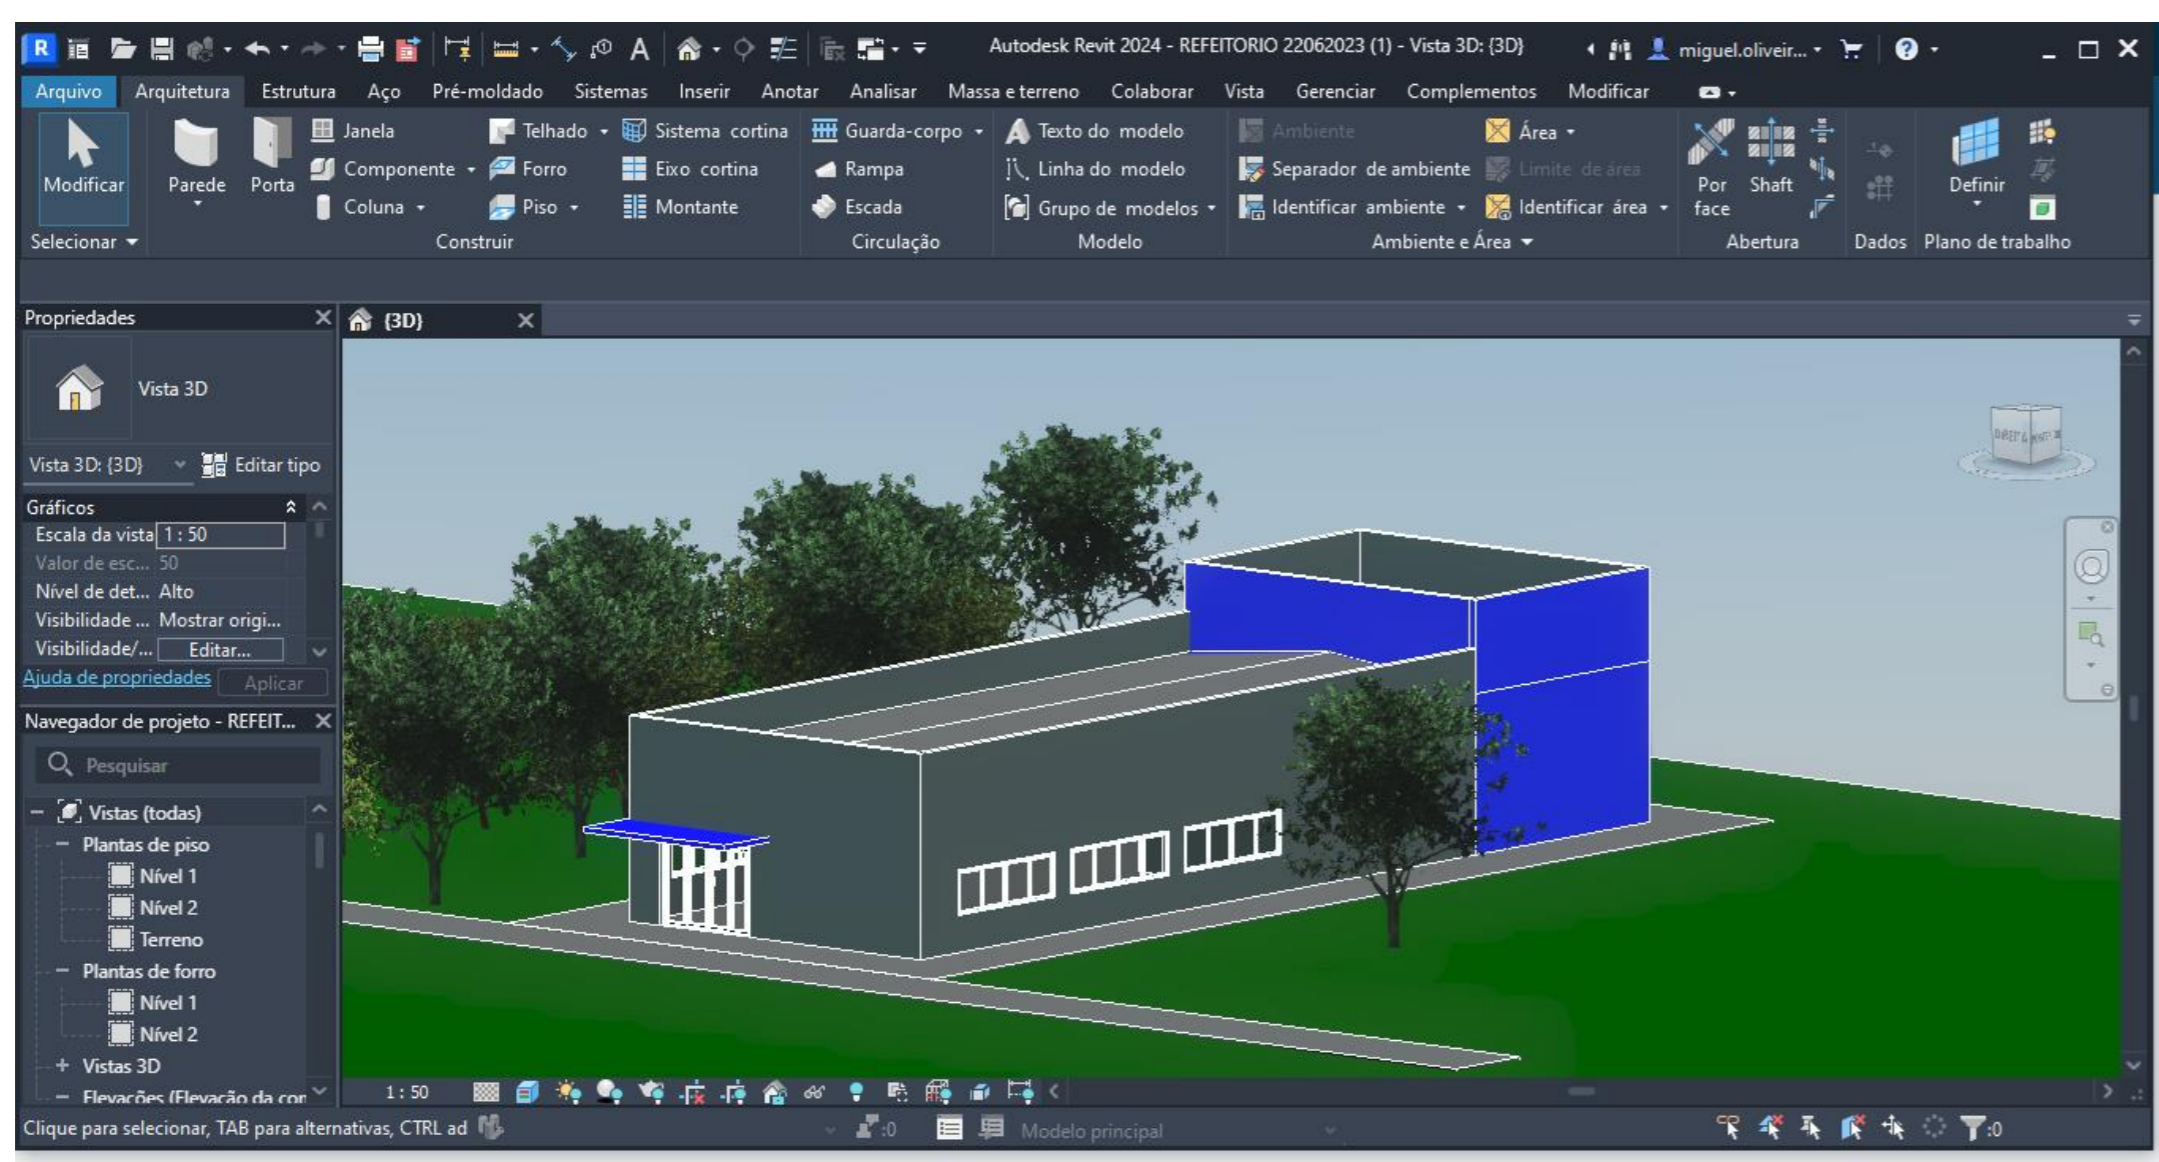 R
A
Autodesk Revit 2024 - REFEITORIO 22062023 (1) - Vista 3D: {3D}
miguel.oliveir...
?
Arquivo Arquitetura Estrutura Aço Pré-moldado Sistemas Inserir Anotar Analisar Massa e terreno Colaborar Vista Gerenciar Complementos Modificar
Modificar
Parede
Porta
Janela
Componente
Coluna
Telhado
Forro
Piso
Sistema cortina
Eixo cortina
Montante
Guarda-corpo
Rampa
Escada
Texto do modelo
Linha do modelo
Grupo de modelos
Ambiente
Separador de ambiente
Identificar ambiente
Área
Limite de área
Identificar área
Por face
Shaft
Definir
Selecionar Construir Circulação Modelo Ambiente e Área Abertura Dados Plano de trabalho
Propriedades
{3D}
Vista 3D
Vista 3D: {3D} Editar tipo
Gráficos
Escala da vista 1 : 50
Valor de esc... 50
Nível de det... Alto
Visibilidade ... Mostrar origi...
Visibilidade/... Editar...
Ajuda de propriedades Aplicar
Navegador de projeto - REFEIT...
Pesquisar
Vistas (todas)
Plantas de piso
Nível 1
Nível 2
Terreno
Plantas de forro
Nível 1
Nível 2
Vistas 3D
Elevações (Elevação da con
1 : 50
Clique para selecionar, TAB para alternativas, CTRL ad
:0
Modelo principal
:0